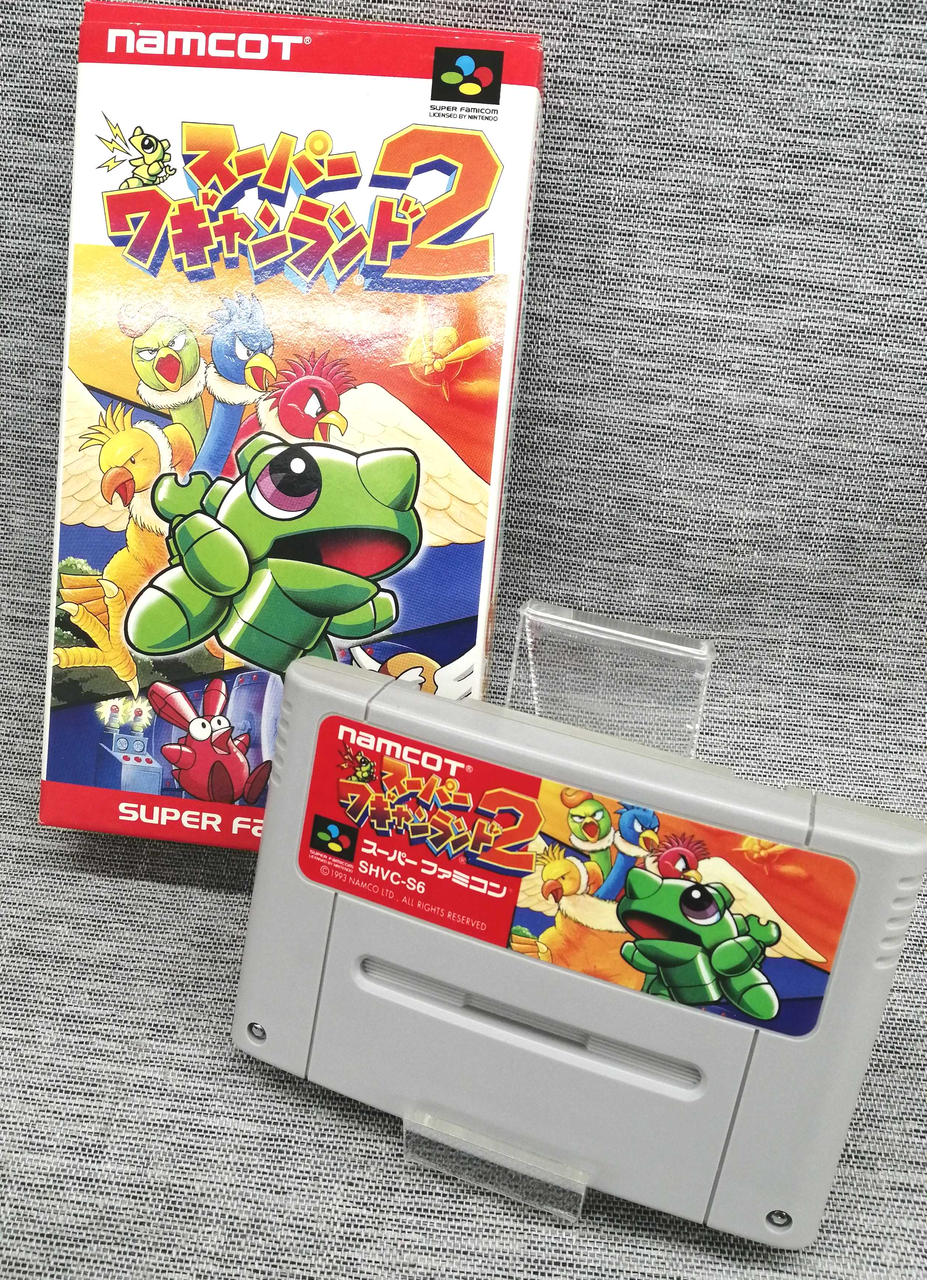 namcot®
SUPER FAMICOM
LICENSED BY NINTENDO
スーパー
ワギャンランド2
®
SUPER FA
namcot®
スーパー
ワギャンランド2
®
SUPER FAMICOM
LICENSED BY NINTENDO
スーパーファミコン®
SHVC-S6
©1993 NAMCO LTD., ALL RIGHTS RESERVED